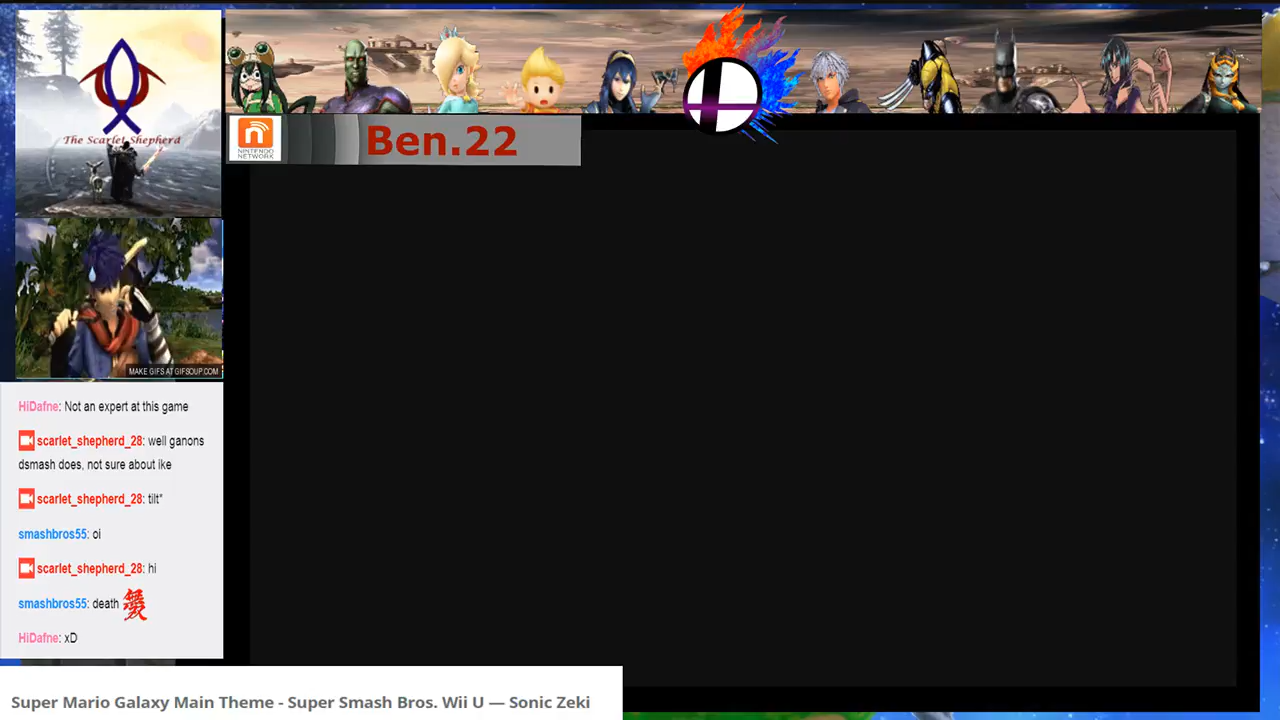 The Scarlet Shepherd
NINTENDO
NETWORK
Ben.22
MAKE GIFS AT GIFSOUP.COM
HiDafne: Not an expert at this game
scarlet_shepherd_28: well ganons
dsmash does, not sure about ike
scarlet_shepherd_28: tilt*
smashbros55: oi
scarlet_shepherd_28: hi
smashbros55: death
HiDafne: xD
Super Mario Galaxy Main Theme - Super Smash Bros. Wii U — Sonic Zeki